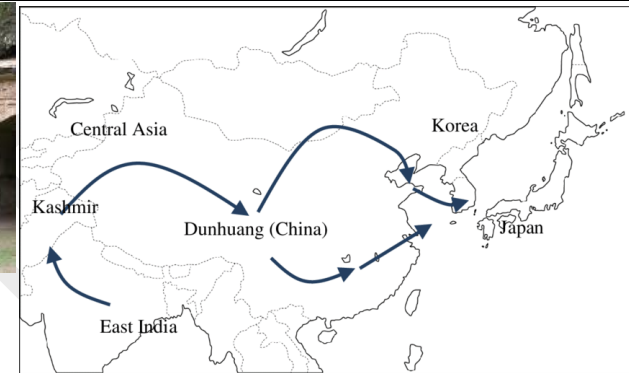 Central Asia
Korea
Kashmir
Dunhuang (China)
Japan
East India